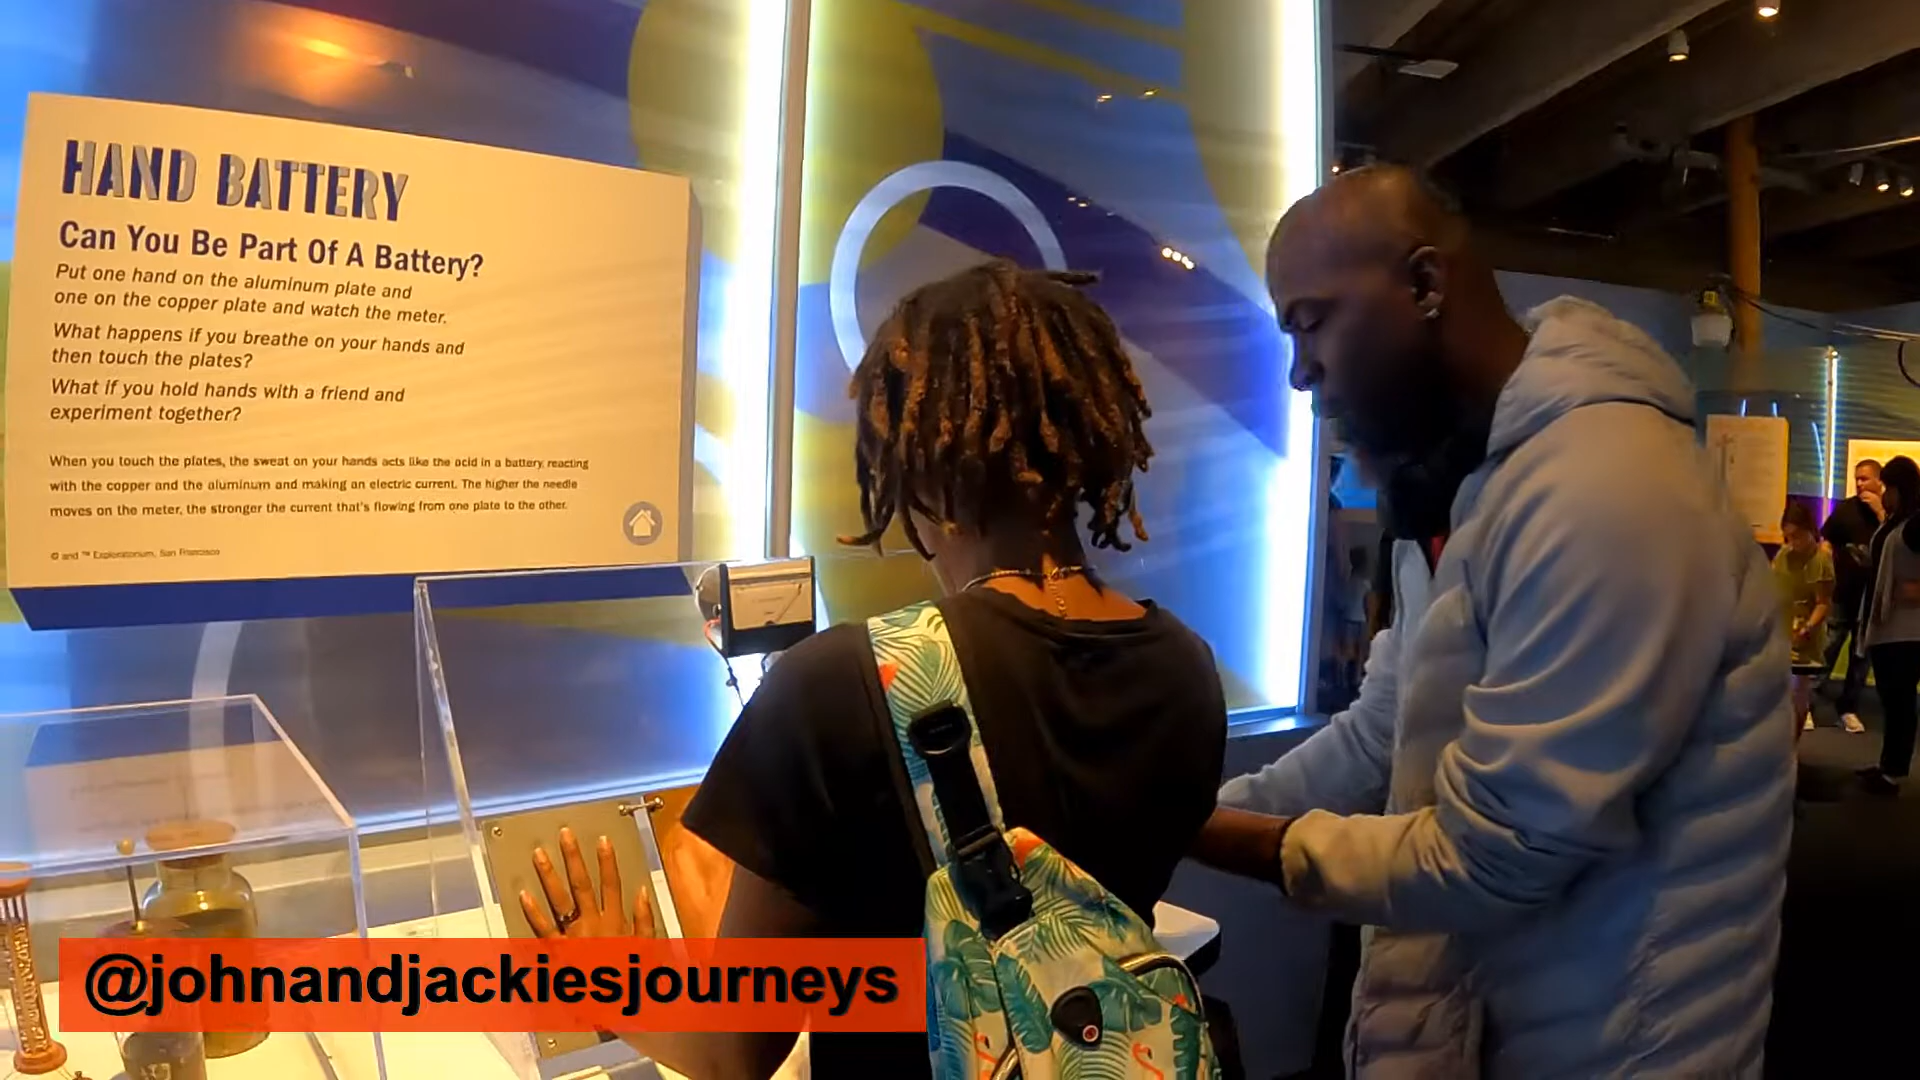 HAND BATTERY
Can You Be Part Of A Battery?
Put one hand on the aluminum plate and
one on the copper plate and watch the meter.
What happens if you breathe on your hands and
then touch the plates?
What if you hold hands with a friend and
experiment together?
When you touch the plates, the sweat on your hands acts like the acid in a battery, reacting
with the copper and the aluminum and making an electric current. The higher the needle
moves on the meter, the stronger the current that's flowing from one plate to the other.
© and ™ Exploratorium, San Francisco
@johnandjackiesjourneys